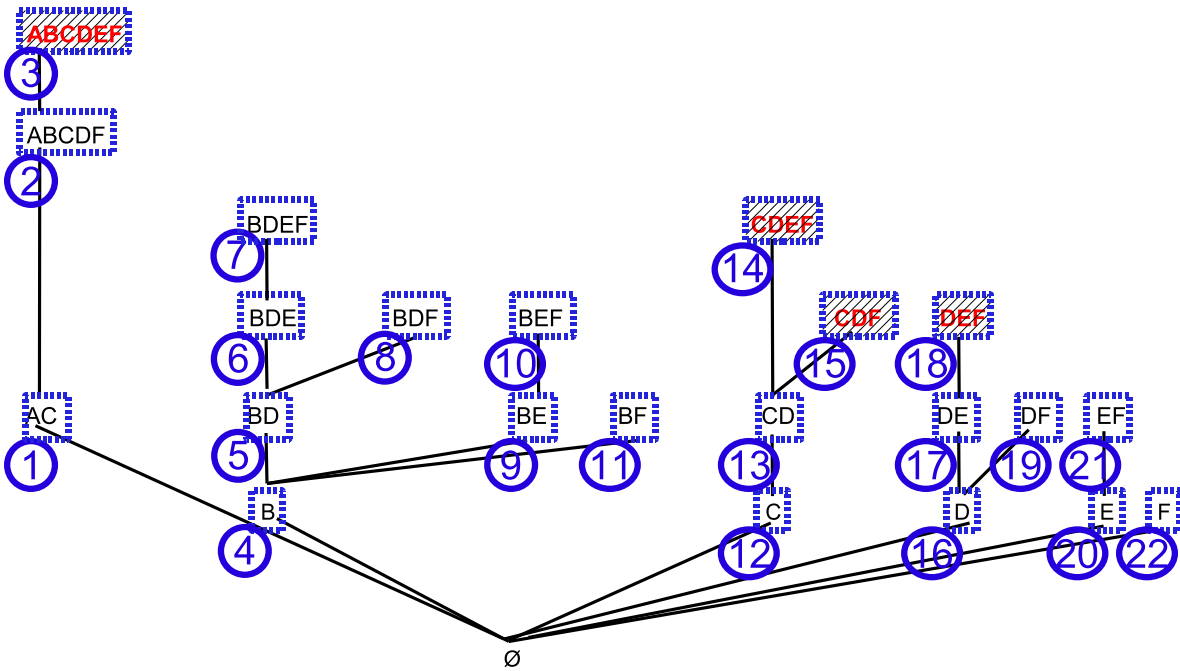 ABCDEF
3
ABCDF
2
BDEF
CDEF
7
14
BDE
BDF
BEF
CDF
DEF
6
8
10
15
18
AC
BD
BE
BF
CD
DE
DF
EF
1
5
9
11
13
17
19
21
B
C
D
E
F
4
12
16
20
22
Ø